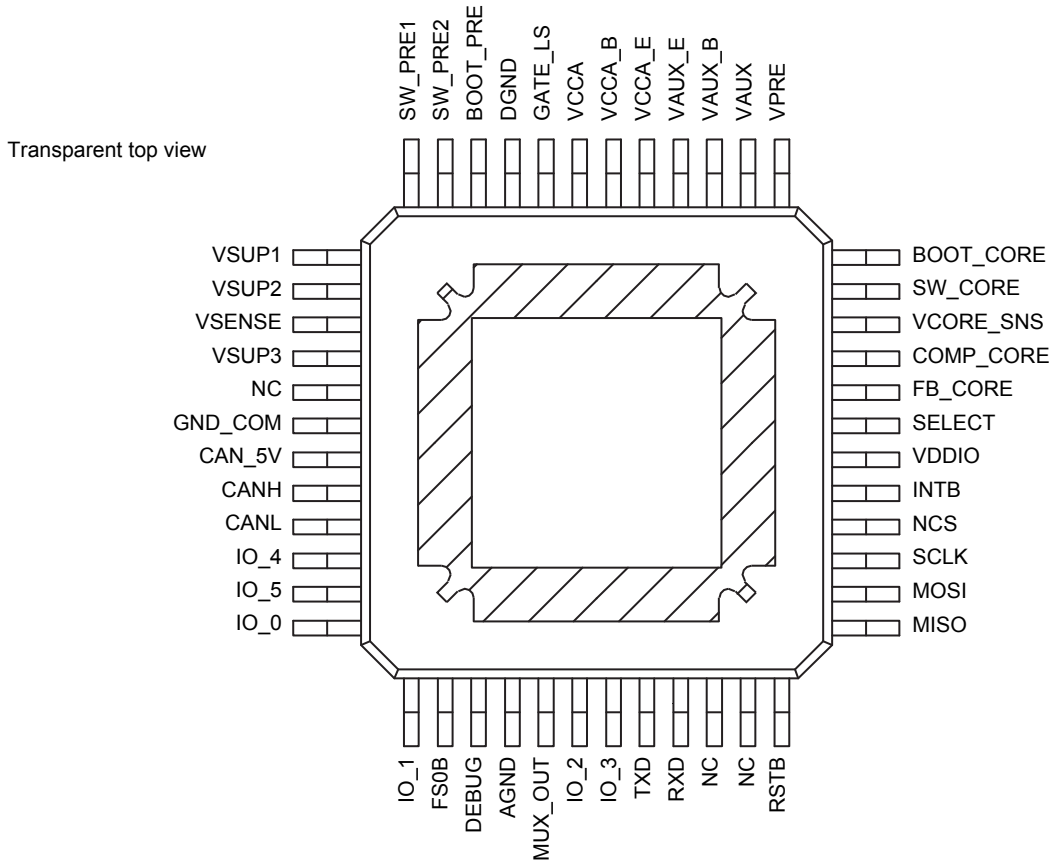 SW_PRE1
SW_PRE2
BOOT_PRE
DGND
GATE_LS
VCCA
VCCA_B
VCCA_E
VAUX_E
VAUX_B
VAUX
VPRE
Transparent top view
VSUP1
VSUP2
VSENSE
VSUP3
NC
GND_COM
CAN_5V
CANH
CANL
IO_4
IO_5
IO_0
BOOT_CORE
SW_CORE
VCORE_SNS
COMP_CORE
FB_CORE
SELECT
VDDIO
INTB
NCS
SCLK
MOSI
MISO
IO_1
FS0B
DEBUG
AGND
MUX_OUT
IO_2
IO_3
TXD
RXD
NC
NC
RSTB